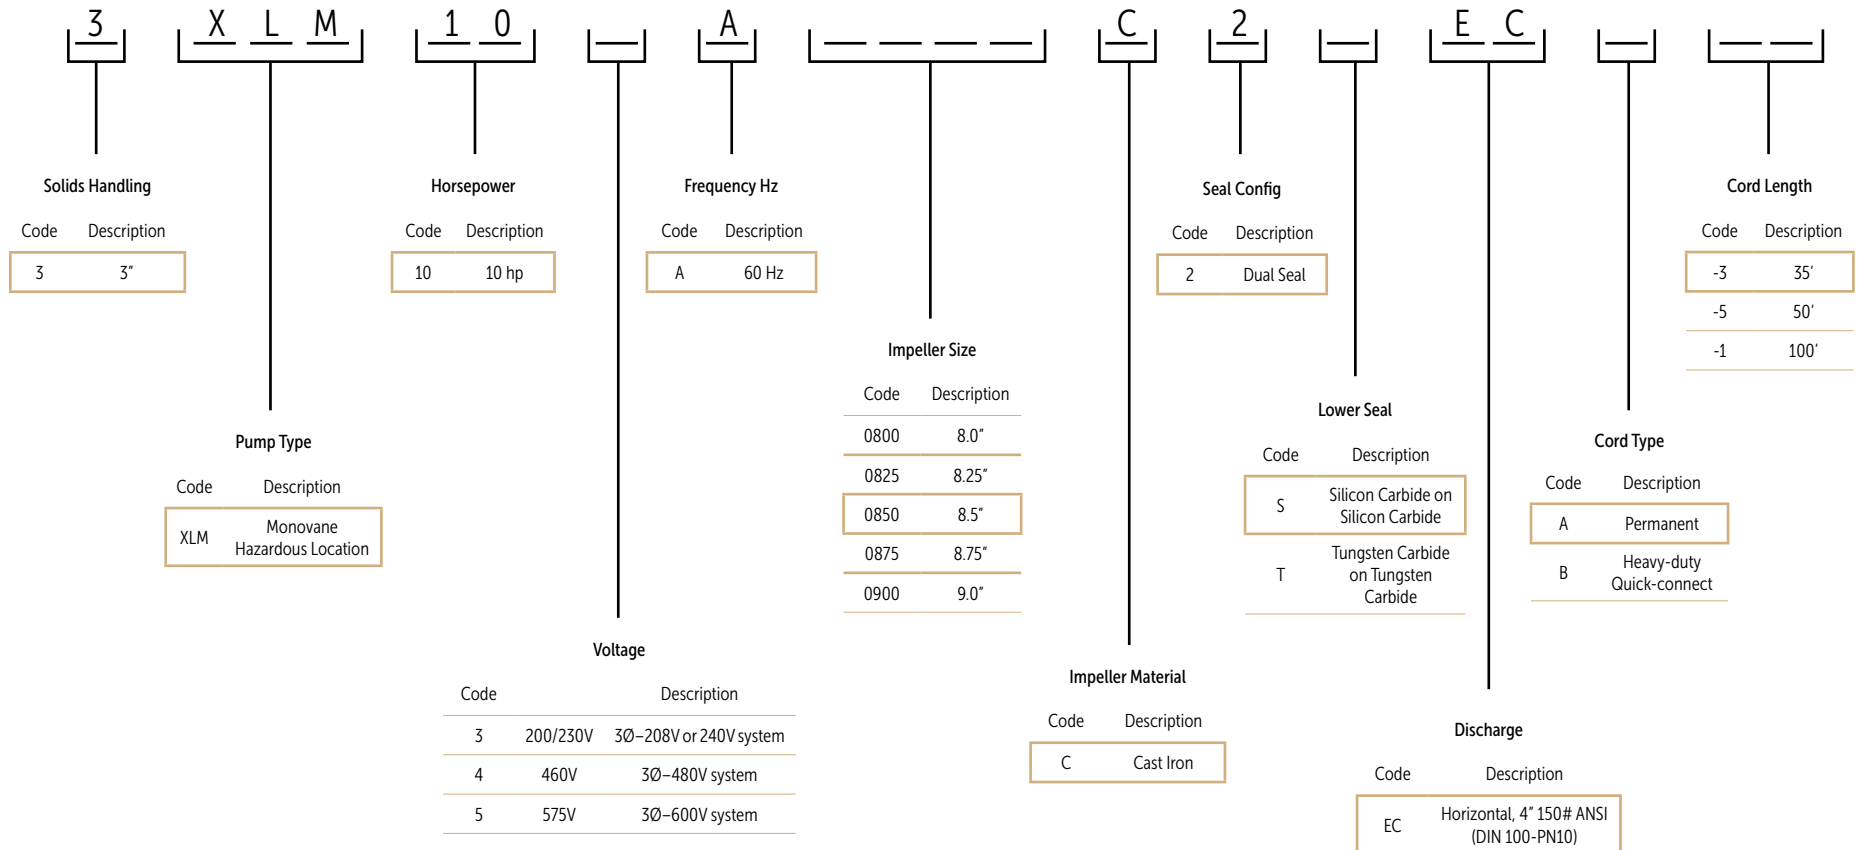 3 X L M 1 0 A C 2 E C
Solids Handling
Code Description
3 3"
Horsepower
Code Description
10 10 hp
Frequency Hz
Code Description
A 60 Hz
Seal Config
Code Description
2 Dual Seal
Cord Length
Code Description
-3 35'
-5 50'
-1 100'
Impeller Size
Code Description
0800 8.0"
0825 8.25"
0850 8.5"
0875 8.75"
0900 9.0"
Lower Seal
Code Description
S Silicon Carbide on
Silicon Carbide
T Tungsten Carbide
on Tungsten
Carbide
Pump Type
Code Description
XLM Monovane
Hazardous Location
Cord Type
Code Description
A Permanent
B Heavy-duty
Quick-connect
Voltage
Code Description
3 200/230V 3Ø–208V or 240V system
4 460V 3Ø–480V system
5 575V 3Ø–600V system
Impeller Material
Code Description
C Cast Iron
Discharge
Code Description
EC Horizontal, 4" 150# ANSI
(DIN 100-PN10)